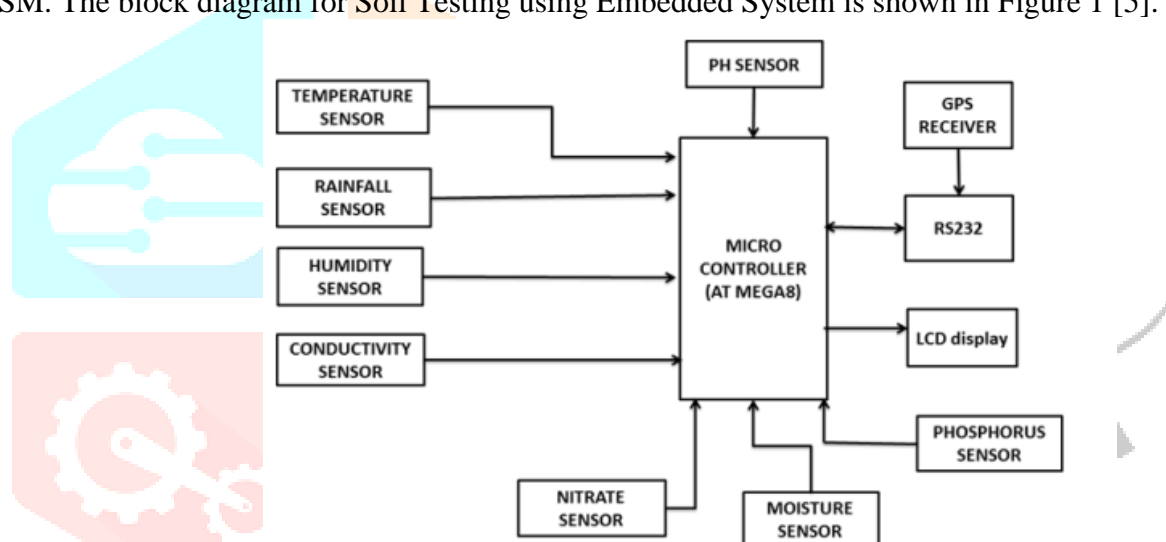 SM. The block diagram for Soil Testing using Embedded System is shown in Figure 1 [5].
PH SENSOR
TEMPERATURE
SENSOR
GPS
RECEIVER
RAINFALL
SENSOR
RS232
MICRO
CONTROLLER
(AT MEGA8)
HUMIDITY
SENSOR
LCD display
CONDUCTIVITY
SENSOR
PHOSPHORUS
SENSOR
NITRATE
SENSOR
MOISTURE
SENSOR